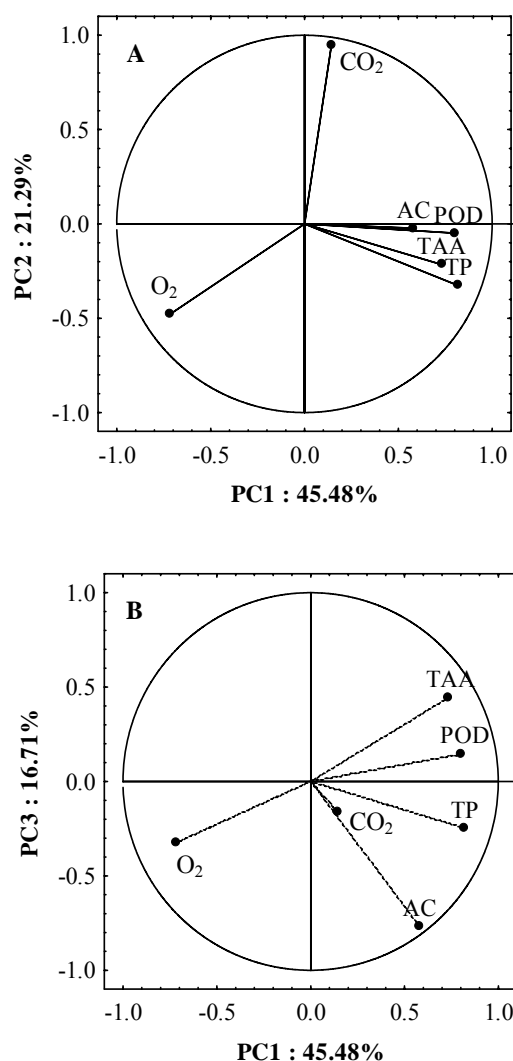 A
1.0
CO₂
0.5
AC POD
0.0
TAA
TP
O₂
-0.5
-1.0
PC2 : 21.29%
-1.0 -0.5 0.0 0.5 1.0
PC1 : 45.48%
B
1.0
TAA
0.5
POD
0.0
TP
CO₂
O₂
-0.5
AC
-1.0
PC3 : 16.71%
-1.0 -0.5 0.0 0.5 1.0
PC1 : 45.48%